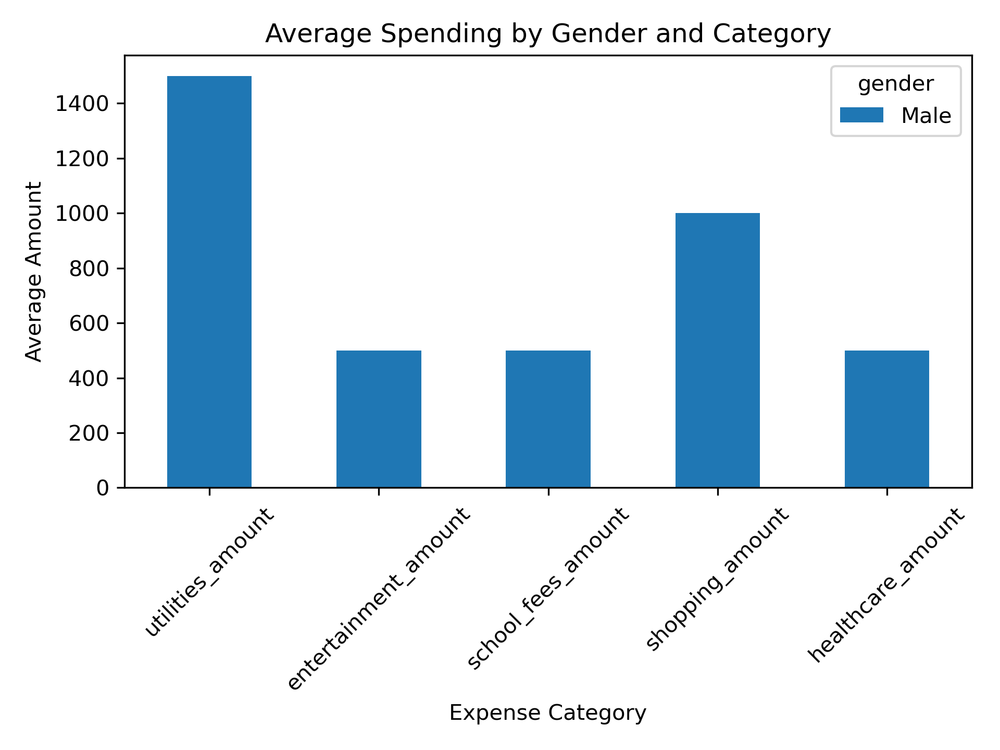 Average Spending by Gender and Category
gender
Male
Average Amount
1400
1200
1000
800
600
400
200
0
utilities_amount
entertainment_amount
school_fees_amount
shopping_amount
healthcare_amount
Expense Category